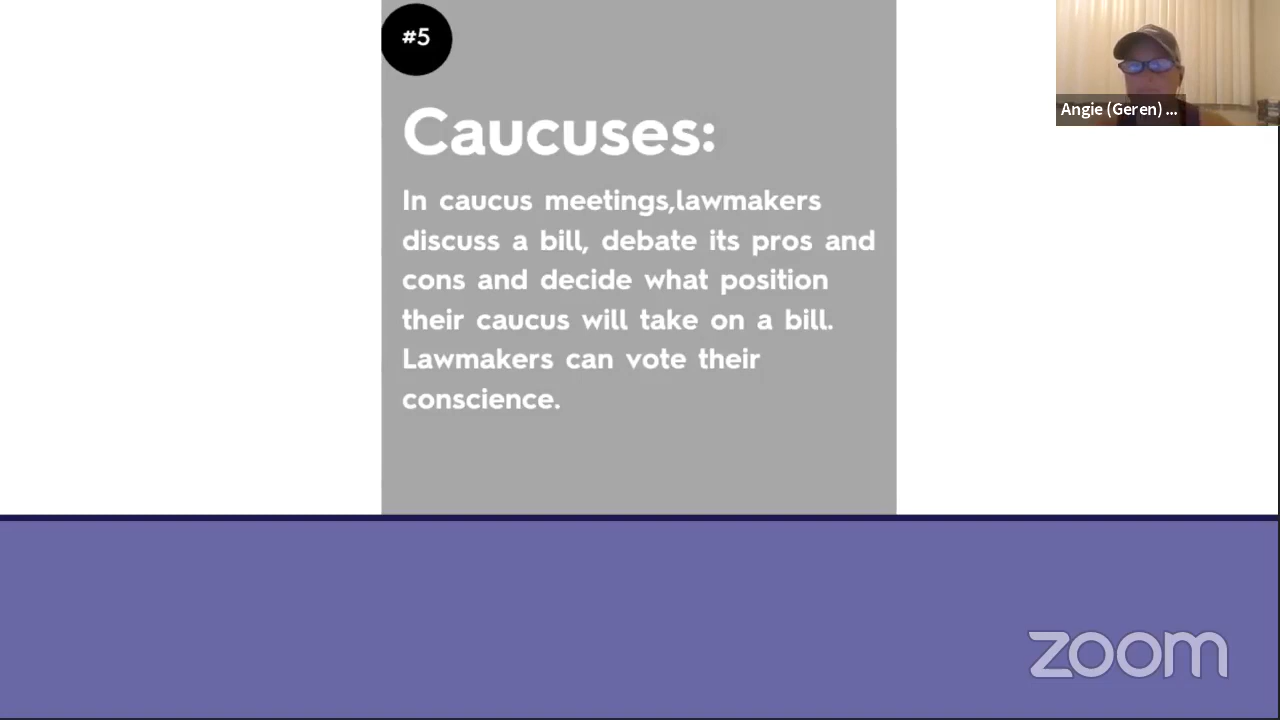 #5
Caucuses:
In caucus meetings,lawmakers
discuss a bill, debate its pros and
cons and decide what position
their caucus will take on a bill.
Lawmakers can vote their
conscience.
Angie (Geren) ...
zoom